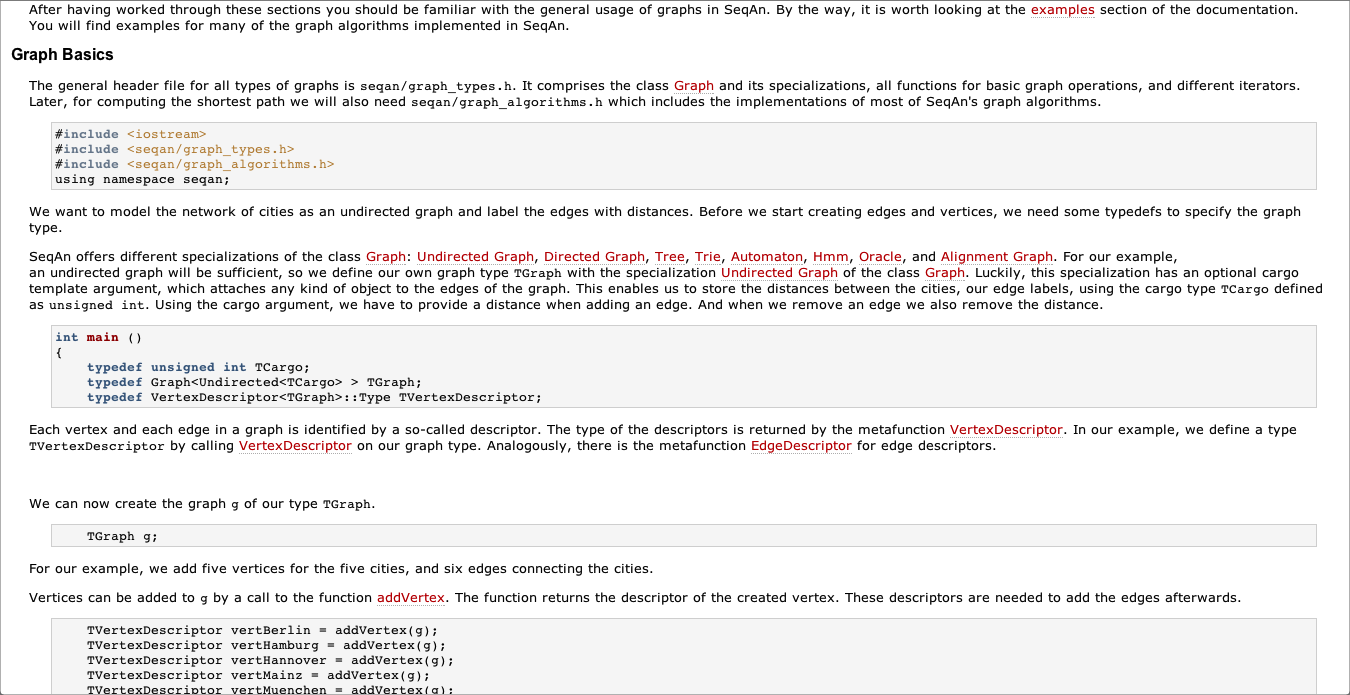 After having worked through these sections you should be familiar with the general usage of graphs in SeqAn. By the way, it is worth looking at the examples section of the documentation.
You will find examples for many of the graph algorithms implemented in SeqAn.
Graph Basics
The general header file for all types of graphs is seqan/graph_types.h. It comprises the class Graph and its specializations, all functions for basic graph operations, and different iterators.
Later, for computing the shortest path we will also need seqan/graph_algorithms.h which includes the implementations of most of SeqAn's graph algorithms.
#include <iostream>
#include <seqan/graph_types.h>
#include <seqan/graph_algorithms.h>
using namespace seqan;
We want to model the network of cities as an undirected graph and label the edges with distances. Before we start creating edges and vertices, we need some typedefs to specify the graph
type.
SeqAn offers different specializations of the class Graph: Undirected Graph, Directed Graph, Tree, Trie, Automaton, Hmm, Oracle, and Alignment Graph. For our example,
an undirected graph will be sufficient, so we define our own graph type TGraph with the specialization Undirected Graph of the class Graph. Luckily, this specialization has an optional cargo
template argument, which attaches any kind of object to the edges of the graph. This enables us to store the distances between the cities, our edge labels, using the cargo type TCargo defined
as unsigned int. Using the cargo argument, we have to provide a distance when adding an edge. And when we remove an edge we also remove the distance.
int main ()
{
    typedef unsigned int TCargo;
    typedef Graph<Undirected<TCargo> > TGraph;
    typedef VertexDescriptor<TGraph>::Type TVertexDescriptor;
Each vertex and each edge in a graph is identified by a so-called descriptor. The type of the descriptors is returned by the metafunction VertexDescriptor. In our example, we define a type
TVertexDescriptor by calling VertexDescriptor on our graph type. Analogously, there is the metafunction EdgeDescriptor for edge descriptors.
We can now create the graph g of our type TGraph.
    TGraph g;
For our example, we add five vertices for the five cities, and six edges connecting the cities.
Vertices can be added to g by a call to the function addVertex. The function returns the descriptor of the created vertex. These descriptors are needed to add the edges afterwards.
    TVertexDescriptor vertBerlin = addVertex(g);
    TVertexDescriptor vertHamburg = addVertex(g);
    TVertexDescriptor vertHannover = addVertex(g);
    TVertexDescriptor vertMainz = addVertex(g);
    TVertexDescriptor vertMuenchen = addVertex(g);